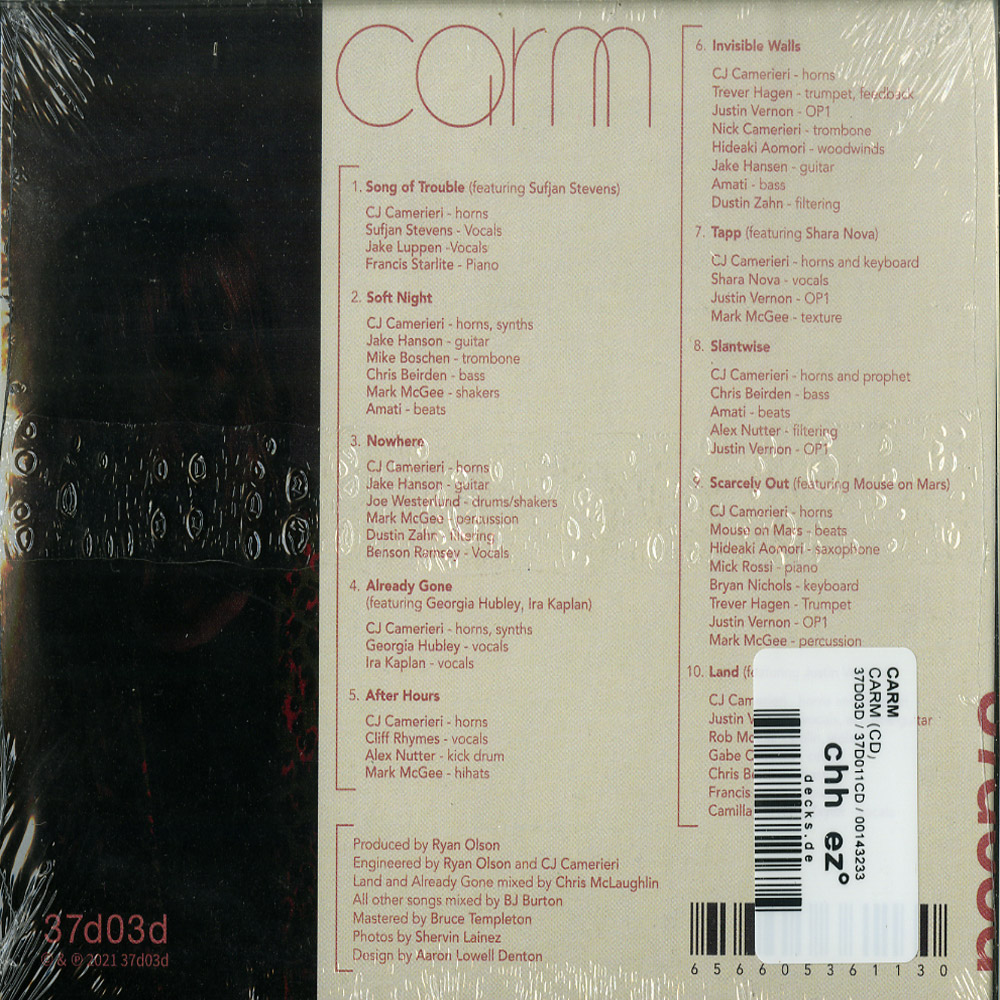 carm
1. Song of Trouble (featuring Sufjan Stevens)
CJ Camerieri - horns
Sufjan Stevens - Vocals
Jake Luppen -Vocals
Francis Starlite - Piano
2. Soft Night
CJ Camerieri - horns, synths
Jake Hanson - guitar
Mike Boschen - trombone
Chris Beirden - bass
Mark McGee - shakers
Amati - beats
3. Nowhere
CJ Camerieri - horns
Jake Hanson - guitar
Joe Westerlund - drums/shakers
Mark McGee - percussion
Dustin Zahn - filtering
Benson Ramsey - Vocals
4. Already Gone
(featuring Georgia Hubley, Ira Kaplan)
CJ Camerieri - horns, synths
Georgia Hubley - vocals
Ira Kaplan - vocals
5. After Hours
CJ Camerieri - horns
Cliff Rhymes - vocals
Alex Nutter - kick drum
Mark McGee - hihats
Produced by Ryan Olson
Engineered by Ryan Olson and CJ Camerieri
Land and Already Gone mixed by Chris McLaughlin
All other songs mixed by BJ Burton
Mastered by Bruce Templeton
Photos by Shervin Lainez
Design by Aaron Lowell Denton
6. Invisible Walls
CJ Camerieri - horns
Trever Hagen - trumpet, feedback
Justin Vernon - OP1
Nick Camerieri - trombone
Hideaki Aomori - woodwinds
Jake Hansen - guitar
Amati - bass
Dustin Zahn - filtering
7. Tapp (featuring Shara Nova)
CJ Camerieri - horns and keyboard
Shara Nova - vocals
Justin Vernon - OP1
Mark McGee - texture
8. Slantwise
CJ Camerieri - horns and prophet
Chris Beirden - bass
Amati - beats
Alex Nutter - filtering
Justin Vernon - OP1
9. Scarcely Out (featuring Mouse on Mars)
CJ Camerieri - horns
Mouse on Mars - beats
Hideaki Aomori - saxophone
Mick Rossi - piano
Bryan Nichols - keyboard
Trever Hagen - Trumpet
Justin Vernon - OP1
Mark McGee - percussion
10. Land
CJ
Justin
Rob
Gabe
Chris
Francis
Camilla
CARM
CARM (CD)
37D03D / 37D011CD / 00143233
chh ez°
decks.de
656605361130
37d03d
© & ℗ 2021 37d03d